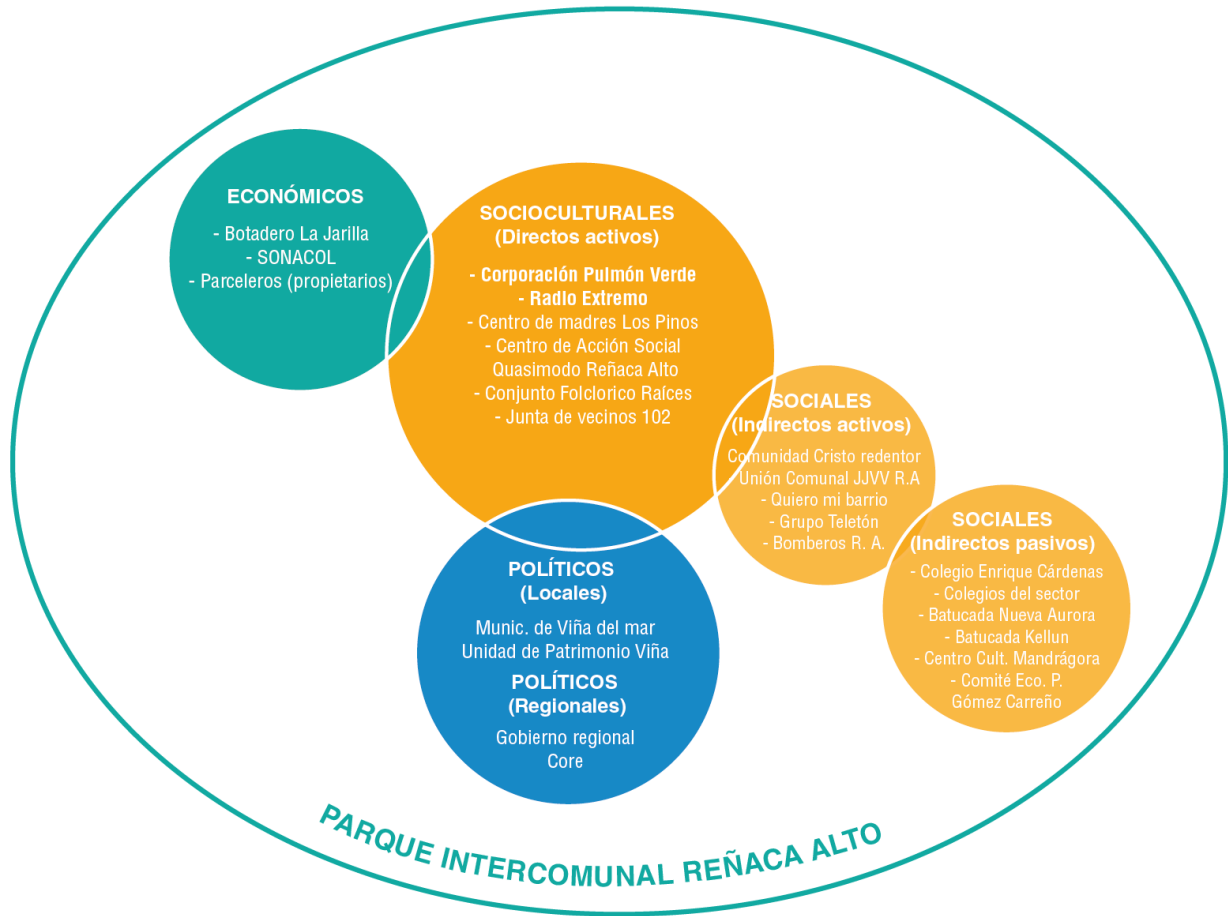 ECONÓMICOS
- Botadero La Jarilla
- SONACOL
- Parceleros (propietarios)
SOCIOCULTURALES
(Directos activos)
- Corporación Pulmón Verde
- Radio Extremo
- Centro de madres Los Pinos
- Centro de Acción Social
Quasimodo Reñaca Alto
- Conjunto Folclorico Raíces
- Junta de vecinos 102
SOCIALES
(Indirectos activos)
Comunidad Cristo redentor
Unión Comunal JJVV R.A
- Quiero mi barrio
- Grupo Teletón
- Bomberos R. A.
SOCIALES
(Indirectos pasivos)
- Colegio Enrique Cárdenas
- Colegios del sector
- Batucada Nueva Aurora
- Batucada Kellun
- Centro Cult. Mandrágora
- Comité Eco. P.
Gómez Carreño
POLÍTICOS
(Locales)
Munic. de Viña del mar
Unidad de Patrimonio Viña
POLÍTICOS
(Regionales)
Gobierno regional
Core
PARQUE INTERCOMUNAL REÑACA ALTO